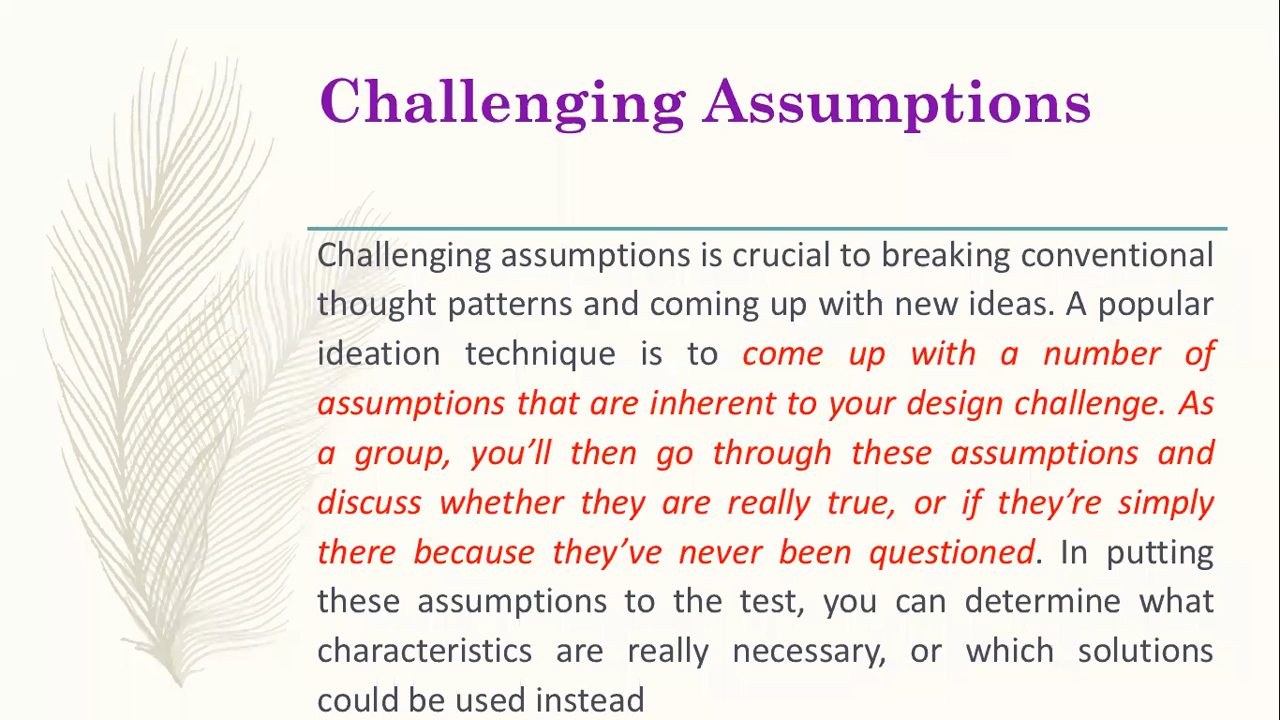 Challenging Assumptions
Challenging assumptions is crucial to breaking conventional
thought patterns and coming up with new ideas. A popular
ideation technique is to come up with a number of
assumptions that are inherent to your design challenge. As
a group, you’ll then go through these assumptions and
discuss whether they are really true, or if they’re simply
there because they’ve never been questioned. In putting
these assumptions to the test, you can determine what
characteristics are really necessary, or which solutions
could be used instead